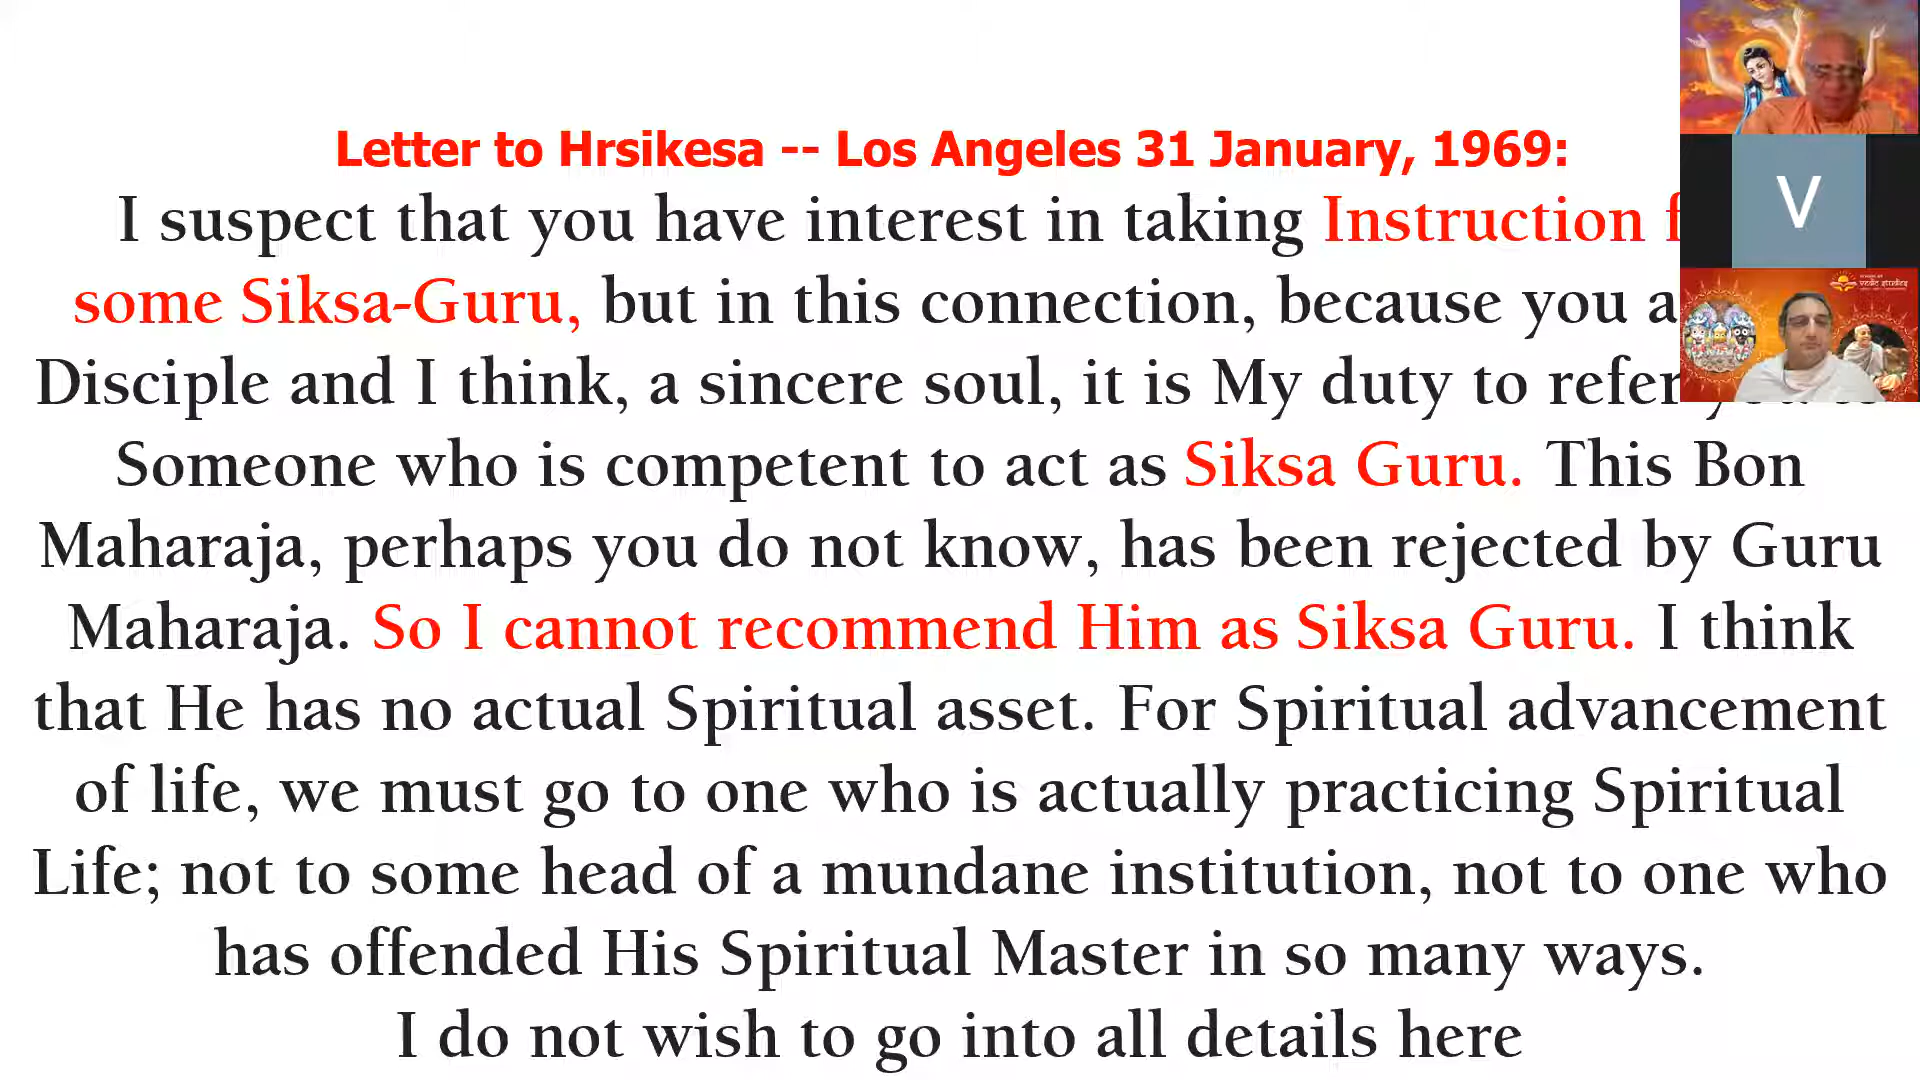 Letter to Hrsikesa -- Los Angeles 31 January, 1969:
I suspect that you have interest in taking Instruction
some Siksa-Guru, but in this connection, because you
Disciple and I think, a sincere soul, it is My duty to refer
Someone who is competent to act as Siksa Guru. This Bon
Maharaja, perhaps you do not know, has been rejected by Guru
Maharaja. So I cannot recommend Him as Siksa Guru. I think
that He has no actual Spiritual asset. For Spiritual advancement
of life, we must go to one who is actually practicing Spiritual
Life; not to some head of a mundane institution, not to one who
has offended His Spiritual Master in so many ways.
I do not wish to go into all details here
V
vedic studies